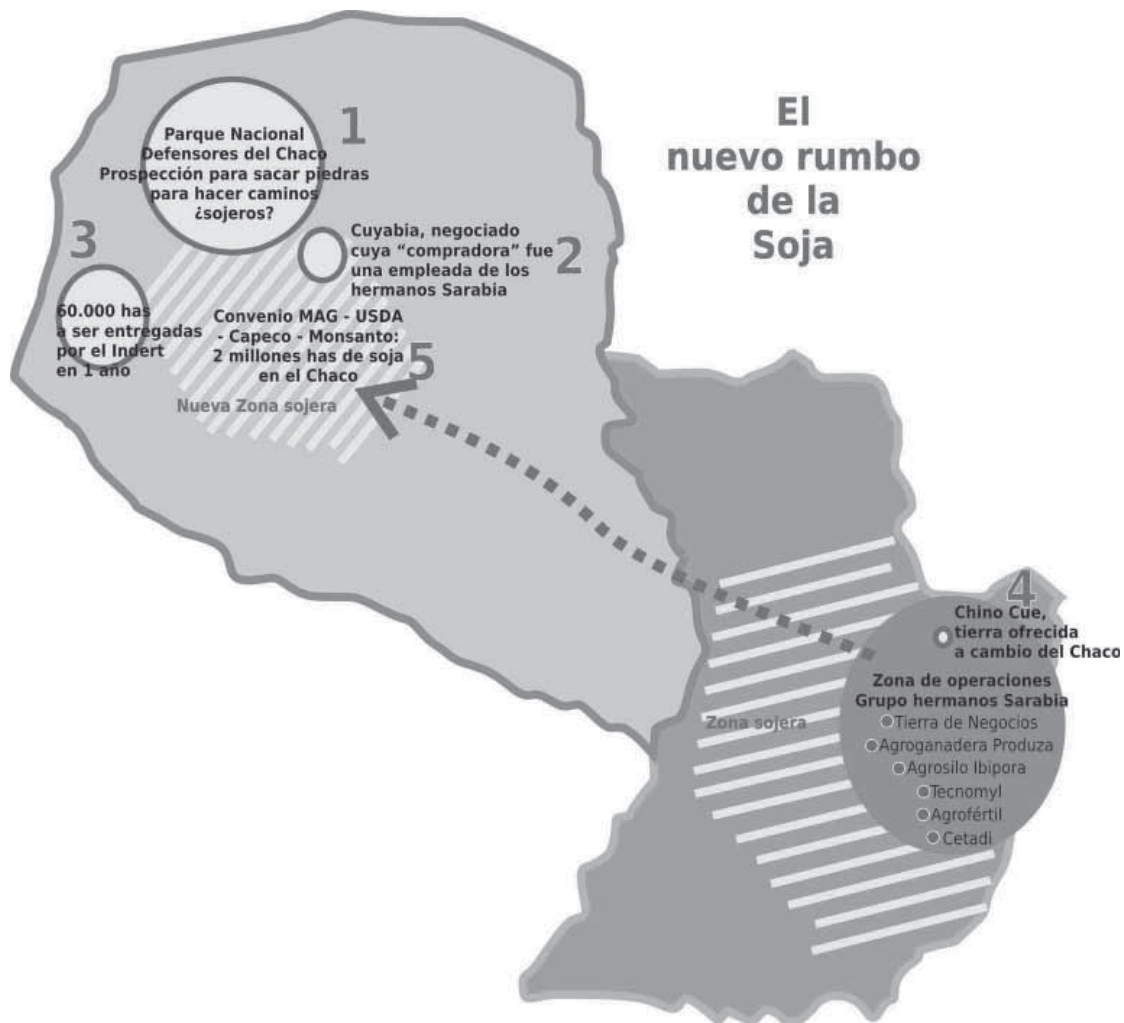 El
nuevo rumbo
de la
Soja
1
Parque Nacional
Defensores del Chaco
Prospección para sacar piedras
para hacer caminos
¿sojeros?
2
Cuyabia, negociado
cuya “compradora” fue
una empleada de los
hermanos Sarabia
3
60.000 has
a ser entregadas
por el Indert
en 1 año
Convenio MAG - USDA
- Capeco - Monsanto:
2 millones has de soja
en el Chaco
5
Nueva Zona sojera
4
Chino Cue,
tierra ofrecida
a cambio del Chaco
Zona de operaciones
Grupo hermanos Sarabia
Tierra de Negocios
Agroganadera Produza
Agrosilo Ibipora
Tecnomyl
Agrofértil
Cetadi
Zona sojera